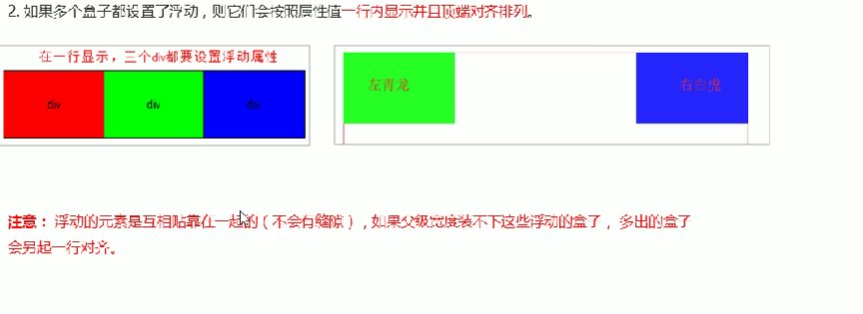 2. 如果多个盒子都设置了浮动，则它们会按照属性值一行内显示并且顶端对齐排列。
在一行显示，三个div都要设置浮动属性
div div div
左青龙 右白虎
注意： 浮动的元素是互相贴靠在一起的（不会有缝隙），如果父级宽度装不下这些浮动的盒子， 多出的盒子
会另起一行对齐。